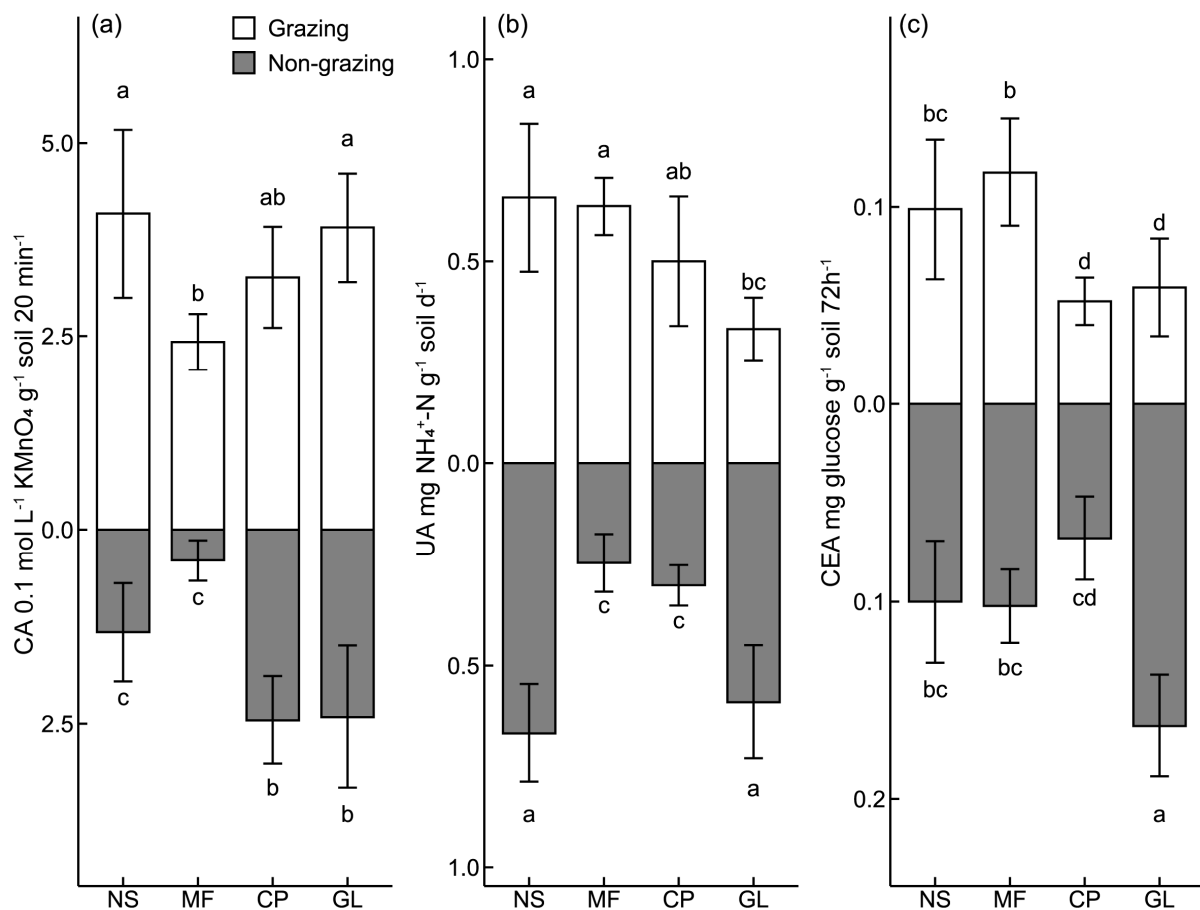 (a)
Grazing
Non-grazing
CA 0.1 mol L⁻¹ KMnO₄ g⁻¹ soil 20 min⁻¹
5.0
2.5
0.0
2.5
a
b
ab
a
c
c
b
b
NS MF CP GL
(b)
UA mg NH₄⁺-N g⁻¹ soil d⁻¹
1.0
0.5
0.0
0.5
1.0
a
a
ab
bc
a
c
c
a
NS MF CP GL
(c)
CEA mg glucose g⁻¹ soil 72h⁻¹
0.1
0.0
0.1
0.2
bc
b
d
d
bc
bc
cd
a
NS MF CP GL